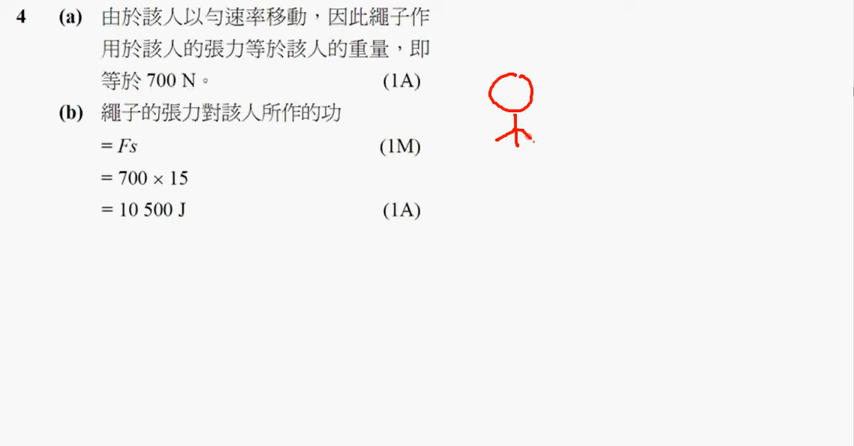 4 (a) 由於該人以勻速率移動，因此繩子作
用於該人的張力等於該人的重量，即
等於 700 N。 (1A)
(b) 繩子的張力對該人所作的功
= Fs (1M)
= 700 × 15
= 10 500 J (1A)